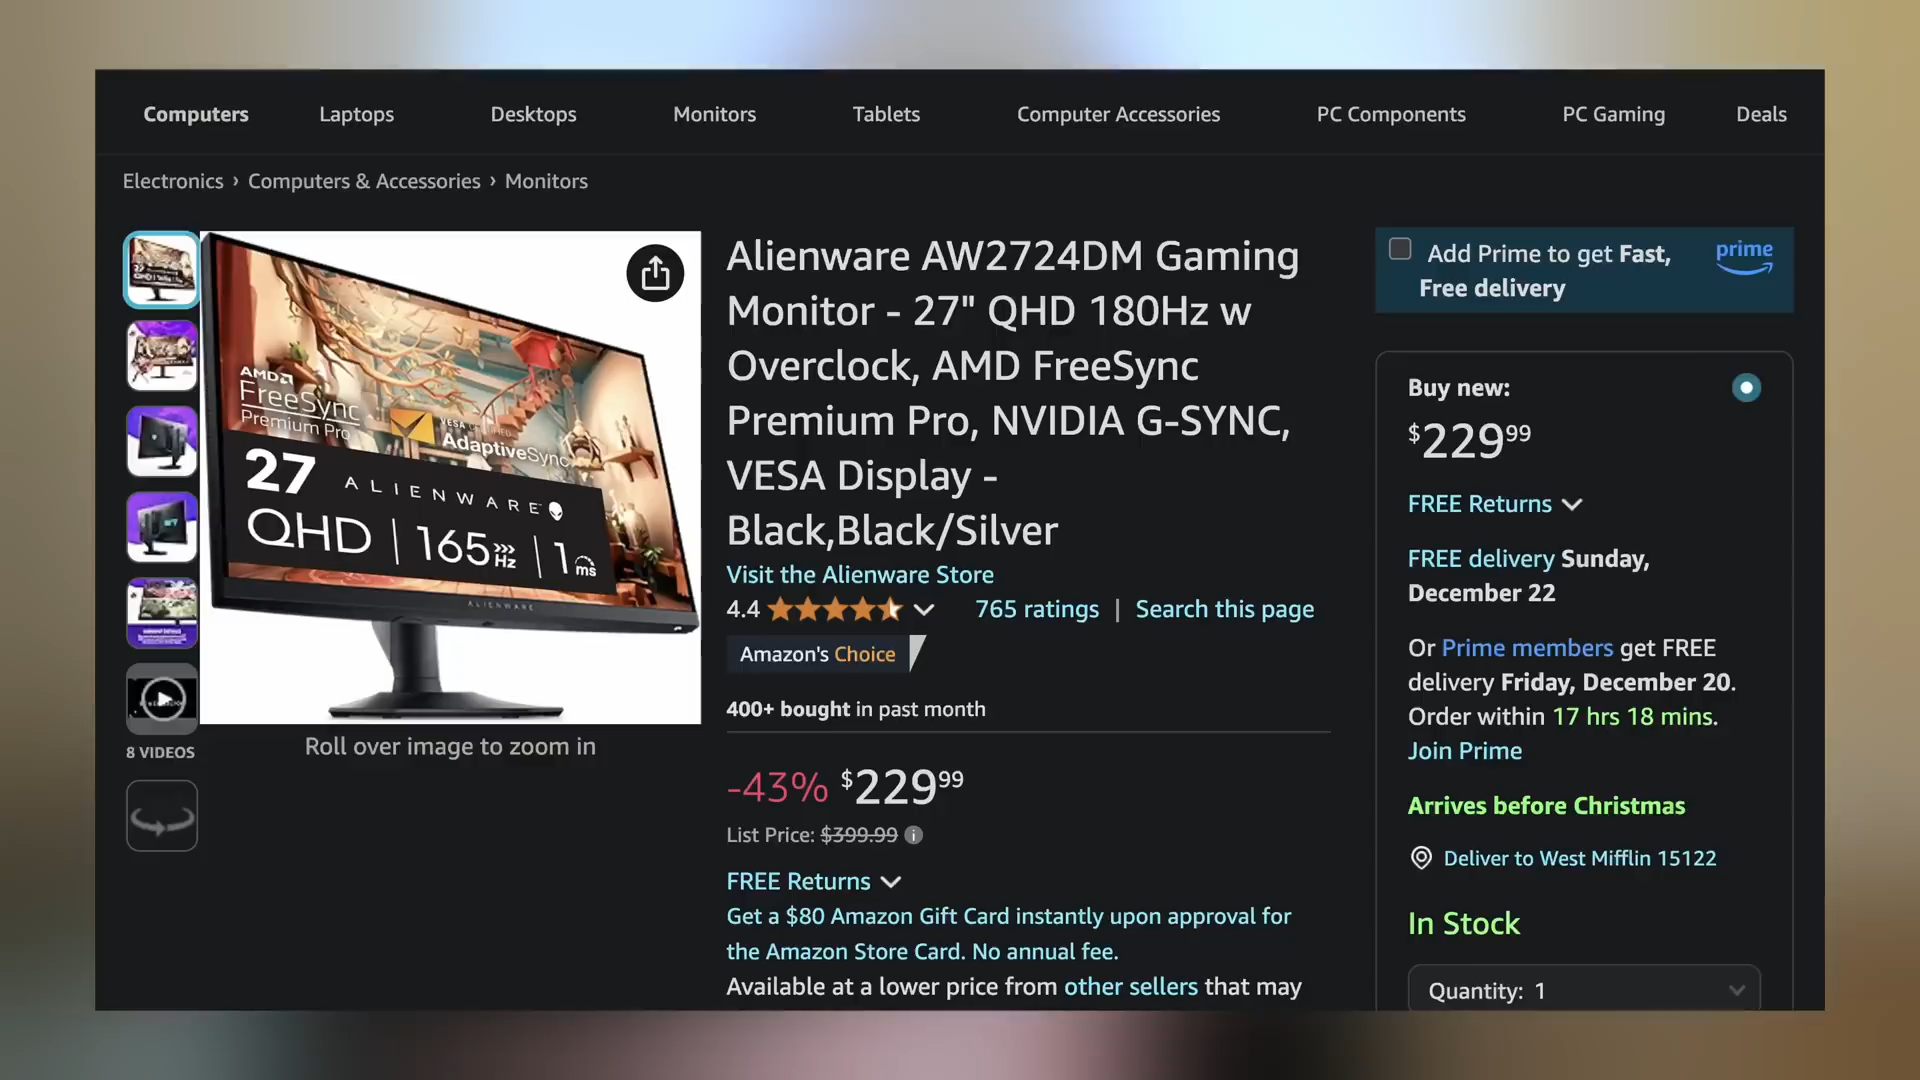 Computers Laptops Desktops Monitors Tablets Computer Accessories PC Components PC Gaming Deals
Electronics › Computers & Accessories › Monitors
AMD
FreeSync
Premium Pro
AdaptiveSync
27 ALIENWARE
QHD | 165Hz | 1ms
ALIENWARE
8 VIDEOS
Roll over image to zoom in
Alienware AW2724DM Gaming
Monitor - 27" QHD 180Hz w
Overclock, AMD FreeSync
Premium Pro, NVIDIA G-SYNC,
VESA Display -
Black,Black/Silver
Visit the Alienware Store
4.4 765 ratings | Search this page
Amazon's Choice
400+ bought in past month
-43% $229⁹⁹
List Price: $399.99
FREE Returns
Get a $80 Amazon Gift Card instantly upon approval for
the Amazon Store Card. No annual fee.
Available at a lower price from other sellers that may
Add Prime to get Fast, prime
Free delivery
Buy new:
$229⁹⁹
FREE Returns
FREE delivery Sunday,
December 22
Or Prime members get FREE
delivery Friday, December 20.
Order within 17 hrs 18 mins.
Join Prime
Arrives before Christmas
Deliver to West Mifflin 15122
In Stock
Quantity: 1